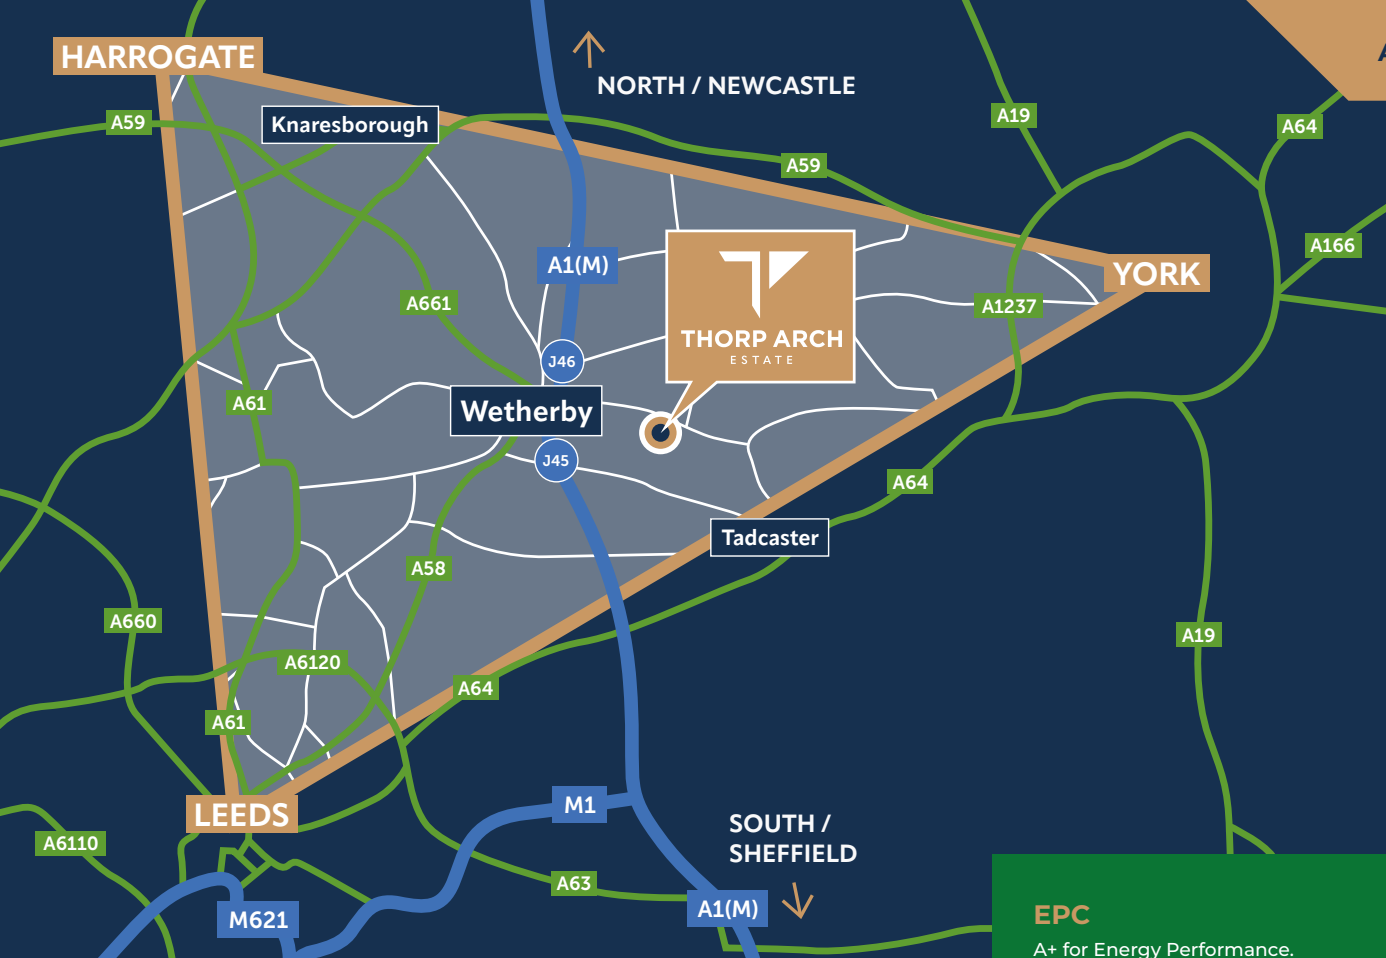 HARROGATE
NORTH / NEWCASTLE
A59
Knaresborough
A19
A64
A59
A166
A1(M)
YORK
A661
A1237
THORP ARCH
ESTATE
J46
A61
Wetherby
J45
A64
Tadcaster
A58
A660
A19
A6120
A64
A61
M1
LEEDS
SOUTH /
SHEFFIELD
A6110
A63
A1(M)
M621
EPC
A+ for Energy Performance.